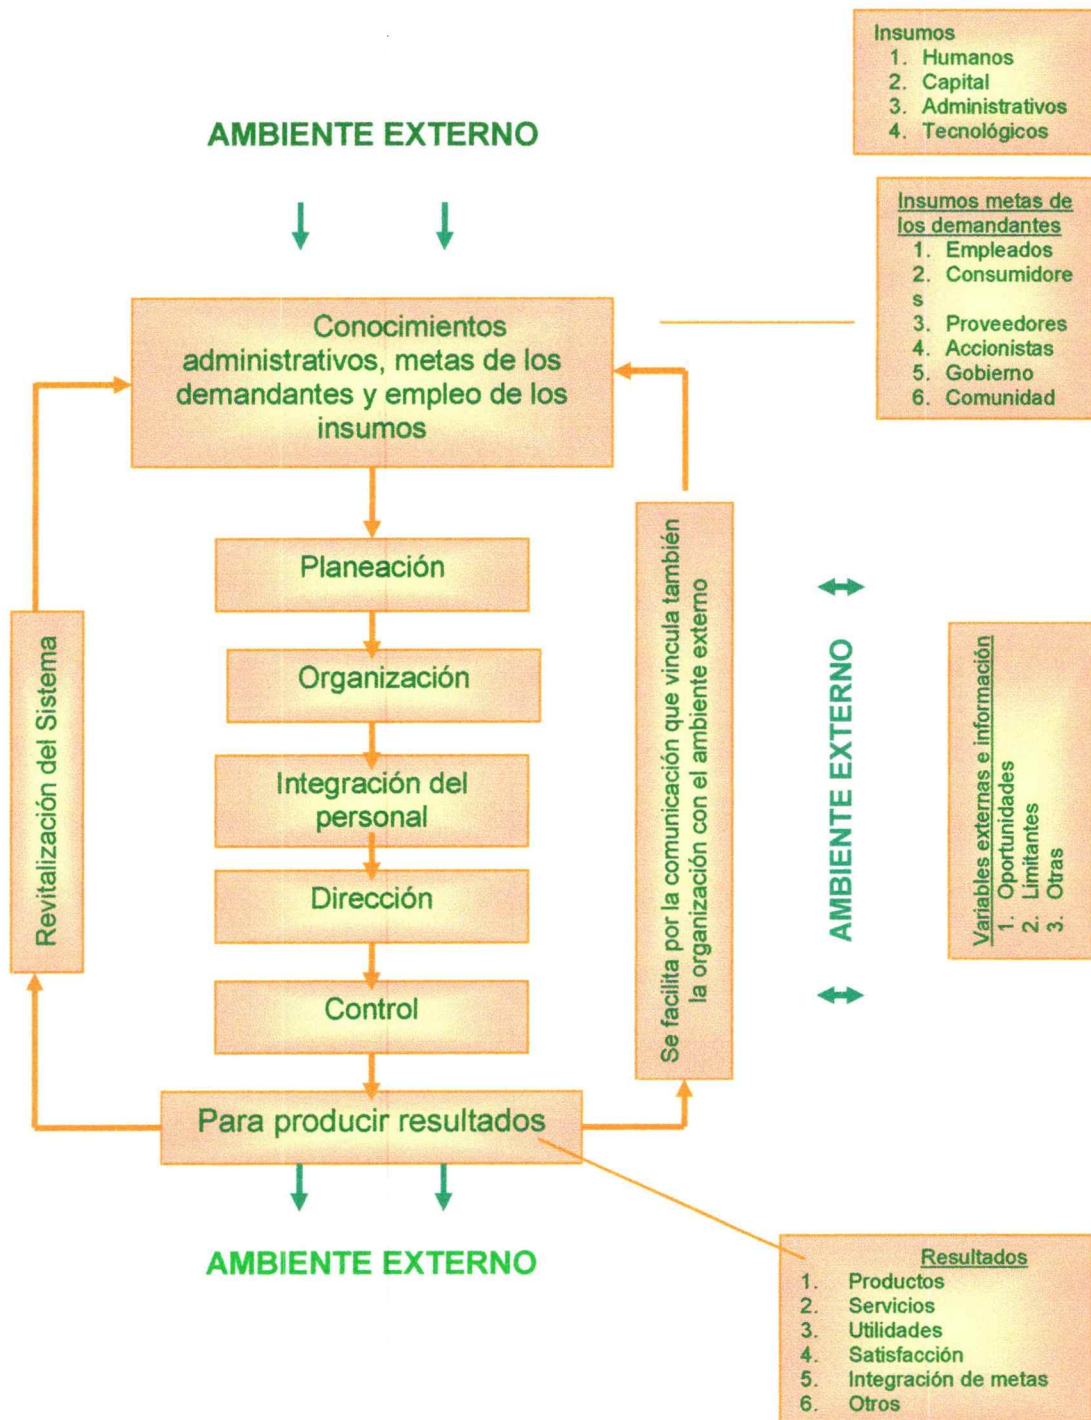 Insumos
1. Humanos
2. Capital
3. Administrativos
4. Tecnológicos
AMBIENTE EXTERNO
Insumos metas de
los demandantes
1. Empleados
2. Consumidore
s
3. Proveedores
4. Accionistas
5. Gobierno
6. Comunidad
Conocimientos
administrativos, metas de los
demandantes y empleo de los
insumos
Planeación
Organización
Integración del
personal
Dirección
Control
Para producir resultados
Revitalización del Sistema
Se facilita por la comunicación que vincula también
la organización con el ambiente externo
AMBIENTE EXTERNO
Variables externas e información
1. Oportunidades
2. Limitantes
3. Otras
AMBIENTE EXTERNO
Resultados
1. Productos
2. Servicios
3. Utilidades
4. Satisfacción
5. Integración de metas
6. Otros